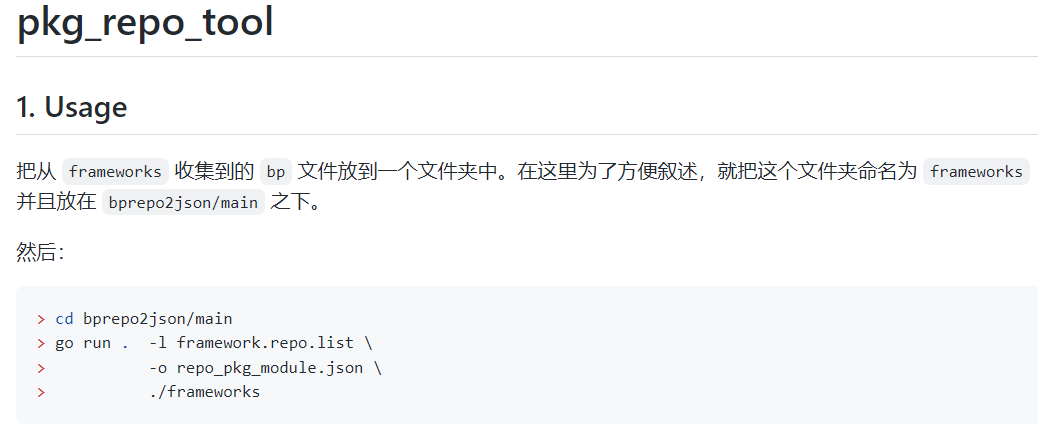 pkg_repo_tool
1. Usage
把从 frameworks 收集到的 bp 文件放到一个文件夹中。在这里为了方便叙述，就把这个文件夹命名为 frameworks
并且放在 bprepo2json/main 之下。
然后：
> cd bprepo2json/main
> go run .  -l framework.repo.list \
>           -o repo_pkg_module.json \
>           ./frameworks